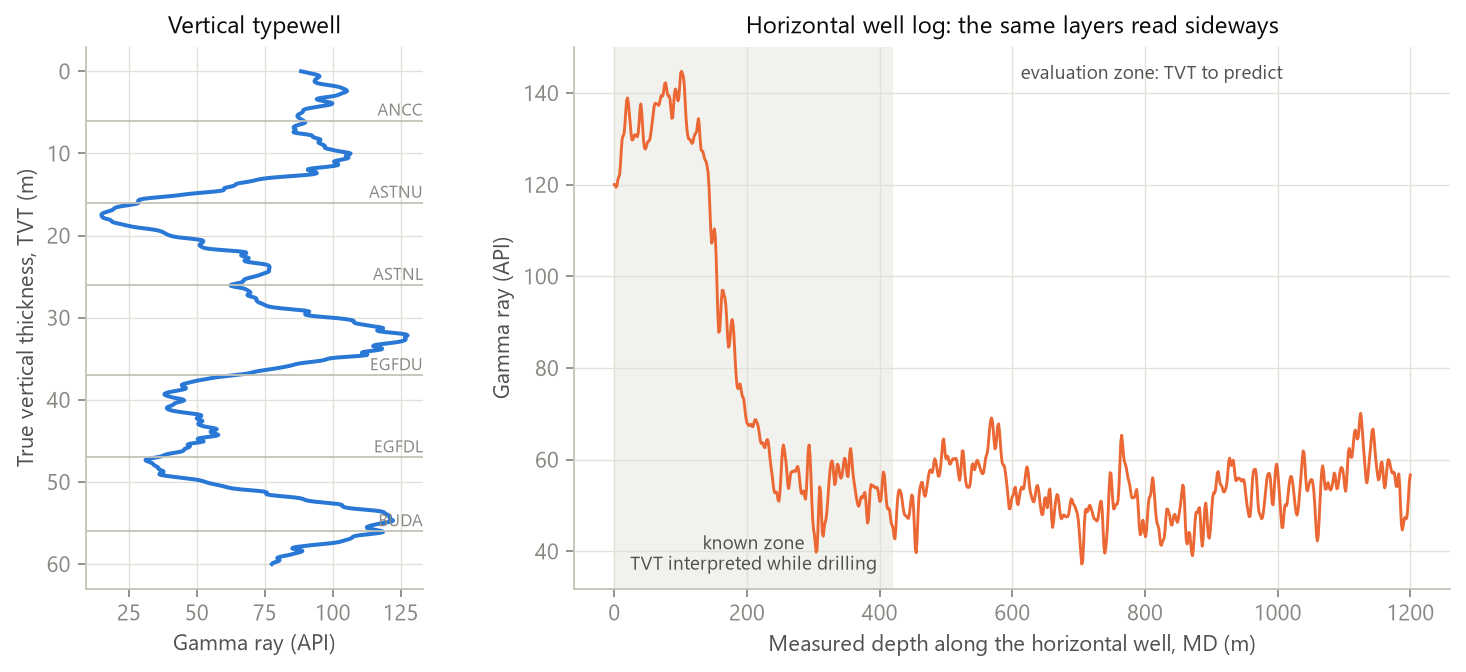 Vertical typewell
0
10
20
30
40
50
60
True vertical thickness, TVT (m)
ANCC
ASTNU
ASTNL
EGFDU
EGFDL
BUDA
25
50
75
100
125
Gamma ray (API)
Horizontal well log: the same layers read sideways
140
120
100
80
60
40
Gamma ray (API)
evaluation zone: TVT to predict
known zone
TVT interpreted while drilling
0
200
400
600
800
1000
1200
Measured depth along the horizontal well, MD (m)